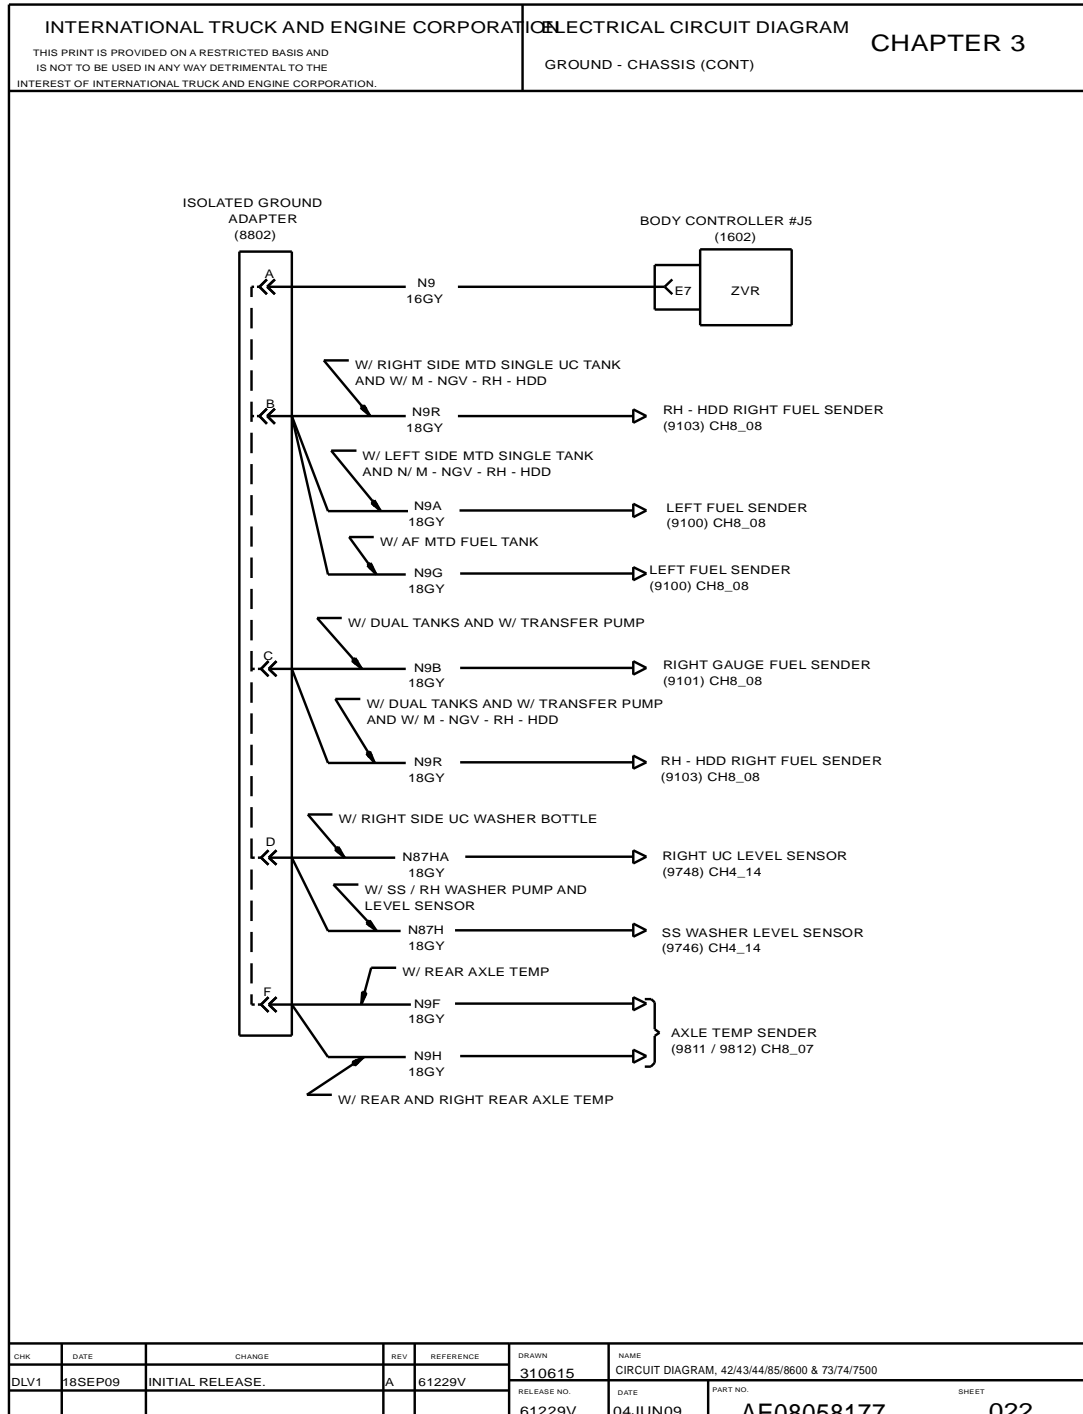 INTERNATIONAL TRUCK AND ENGINE CORPORATION
THIS PRINT IS PROVIDED ON A RESTRICTED BASIS AND
IS NOT TO BE USED IN ANY WAY DETRIMENTAL TO THE
INTEREST OF INTERNATIONAL TRUCK AND ENGINE CORPORATION.
ELECTRICAL CIRCUIT DIAGRAM
GROUND - CHASSIS (CONT)
CHAPTER 3
ISOLATED GROUND
ADAPTER
(8802)
BODY CONTROLLER #J5
(1602)
A
N9
16GY
E7
ZVR
W/ RIGHT SIDE MTD SINGLE UC TANK
AND W/ M - NGV - RH - HDD
B
N9R
18GY
RH - HDD RIGHT FUEL SENDER
(9103) CH8_08
W/ LEFT SIDE MTD SINGLE TANK
AND N/ M - NGV - RH - HDD
N9A
18GY
LEFT FUEL SENDER
(9100) CH8_08
W/ AF MTD FUEL TANK
N9G
18GY
LEFT FUEL SENDER
(9100) CH8_08
W/ DUAL TANKS AND W/ TRANSFER PUMP
C
N9B
18GY
RIGHT GAUGE FUEL SENDER
(9101) CH8_08
W/ DUAL TANKS AND W/ TRANSFER PUMP
AND W/ M - NGV - RH - HDD
N9R
18GY
RH - HDD RIGHT FUEL SENDER
(9103) CH8_08
W/ RIGHT SIDE UC WASHER BOTTLE
D
N87HA
18GY
RIGHT UC LEVEL SENSOR
(9748) CH4_14
W/ SS / RH WASHER PUMP AND
LEVEL SENSOR
N87H
18GY
SS WASHER LEVEL SENSOR
(9746) CH4_14
W/ REAR AXLE TEMP
F
N9F
18GY
AXLE TEMP SENDER
(9811 / 9812) CH8_07
N9H
18GY
W/ REAR AND RIGHT REAR AXLE TEMP
CHK DATE CHANGE REV REFERENCE
DLV1 18SEP09 INITIAL RELEASE. A 61229V
DRAWN
310615
NAME
CIRCUIT DIAGRAM, 42/43/44/85/8600 & 73/74/7500
RELEASE NO.
61229V
DATE
04JUN09
PART NO.
AE08058177
SHEET
022